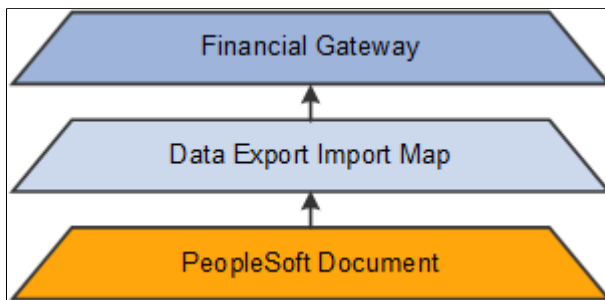 Financial Gateway
Data Export Import Map
PeopleSoft Document